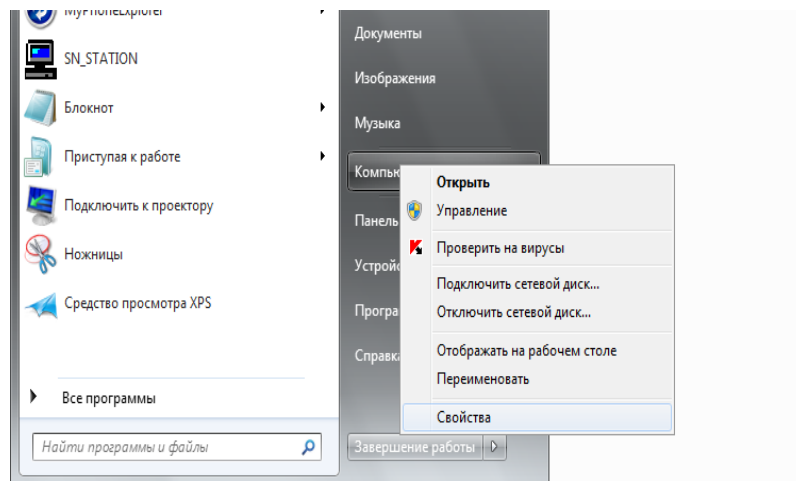 MyPhoneExplorer
SN_STATION
Блокнот
Приступая к работе
Подключить к проектору
Ножницы
Средство просмотра XPS
Все программы
Найти программы и файлы
Документы
Изображения
Музыка
Компью
Панель
Устрой
Програ
Справка
Завершение работы
Открыть
Управление
Проверить на вирусы
Подключить сетевой диск...
Отключить сетевой диск...
Отображать на рабочем столе
Переименовать
Свойства